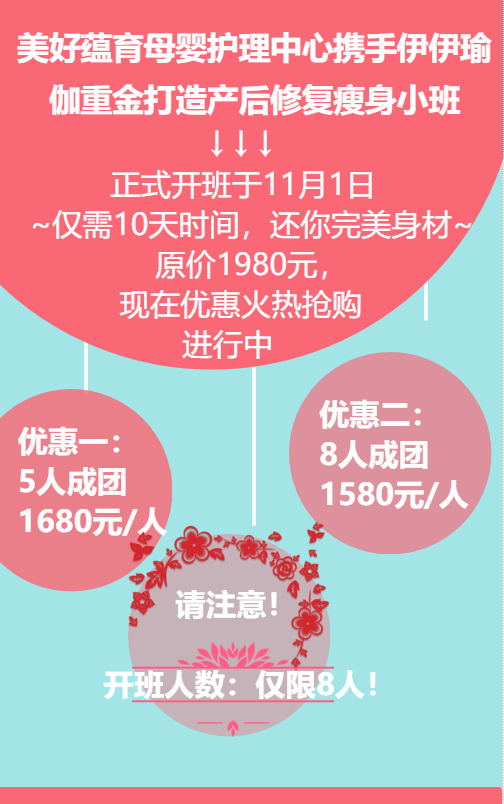 美好蕴育母婴护理中心携手伊伊瑜
伽重金打造产后修复瘦身小班
↓↓↓
正式开班于11月1日
~仅需10天时间，还你完美身材~
原价1980元，
现在优惠火热抢购
进行中
优惠一：
5人成团
1680元/人
优惠二：
8人成团
1580元/人
请注意！
开班人数：仅限8人！